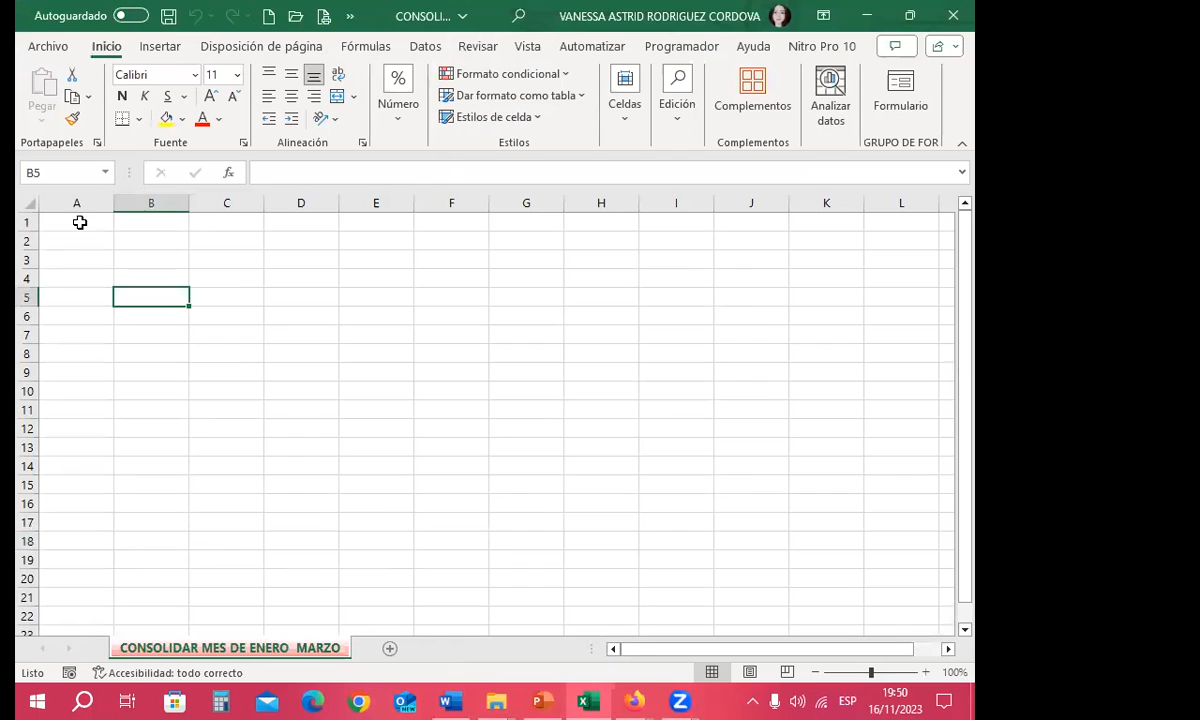 Autoguardado
CONSOLI...
VANESSA ASTRID RODRIGUEZ CORDOVA
Archivo Inicio Insertar Disposición de página Fórmulas Datos Revisar Vista Automatizar Programador Ayuda Nitro Pro 10
Pegar
Portapapeles
Calibri 11
N K S A A
A
Fuente
ab
Alineación
%
Número
Formato condicional
Dar formato como tabla
Estilos de celda
Estilos
Celdas
Edición
Complementos
Complementos
Analizar
datos
Formulario
GRUPO DE FOR
B5 fx
A B C D E F G H I J K L
1
2
3
4
5
6
7
8
9
10
11
12
13
14
15
16
17
18
19
20
21
22
23
CONSOLIDAR MES DE ENERO MARZO
Listo Accesibilidad: todo correcto 100%
NEW
ESP
19:50
16/11/2023